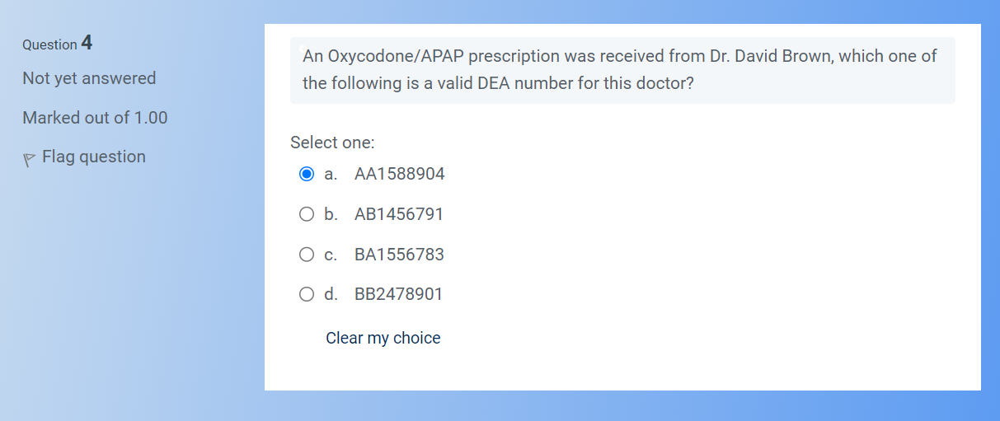 Question 4
Not yet answered
Marked out of 1.00
Flag question
An Oxycodone/APAP prescription was received from Dr. David Brown, which one of
the following is a valid DEA number for this doctor?
Select one:
a. AA1588904
b. AB1456791
c. BA1556783
d. BB2478901
Clear my choice